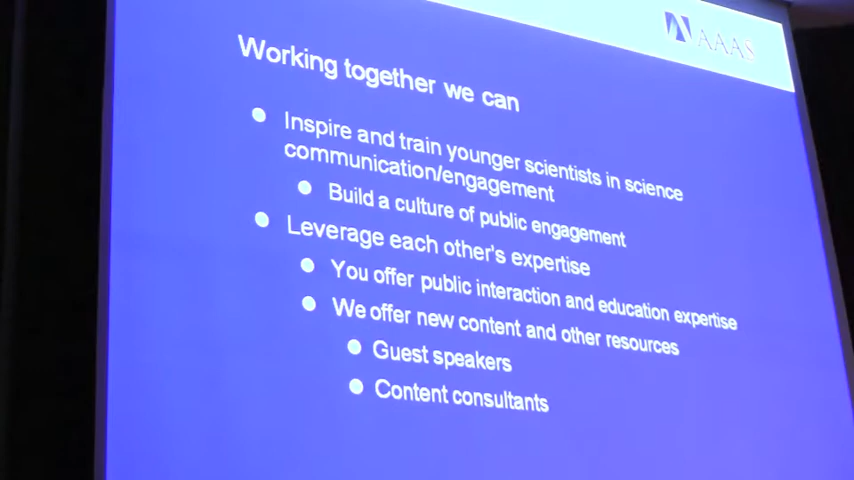 AAAS
Working together we can
Inspire and train younger scientists in science
communication/engagement
Build a culture of public engagement
Leverage each other's expertise
You offer public interaction and education expertise
We offer new content and other resources
Guest speakers
Content consultants